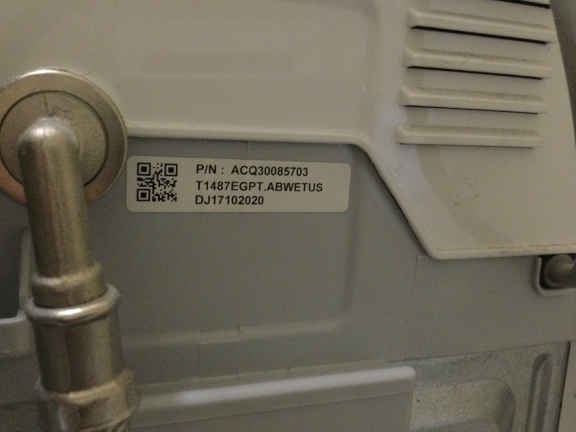 P/N : ACQ30085703
T1487EGPT.ABWETUS
DJ17102020